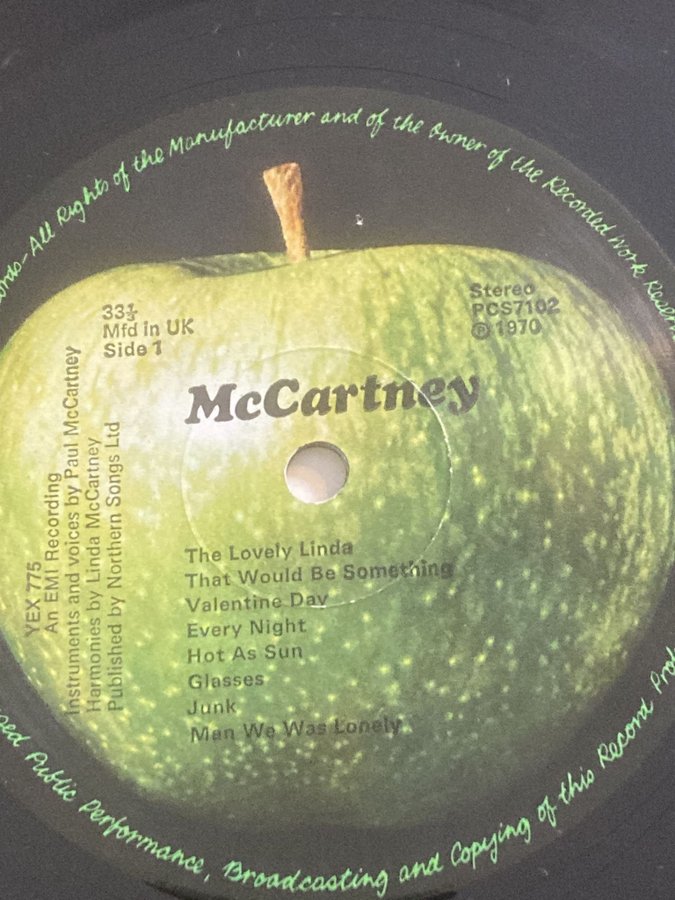 ords-All Rights of the Manufacturer and of the Owner of the Recorded Work
33⅓
Mfd in UK
Side 1
Stereo
PCS7102
℗1970
McCartney
YEX 775
An EMI Recording
Instruments and voices by Paul McCartney
Harmonies by Linda McCartney
Published by Northern Songs Ltd
The Lovely Linda
That Would Be Something
Valentine Day
Every Night
Hot As Sun
Glasses
Junk
Man We Was Lonely
Public Performance, Broadcasting and Copying of this Record